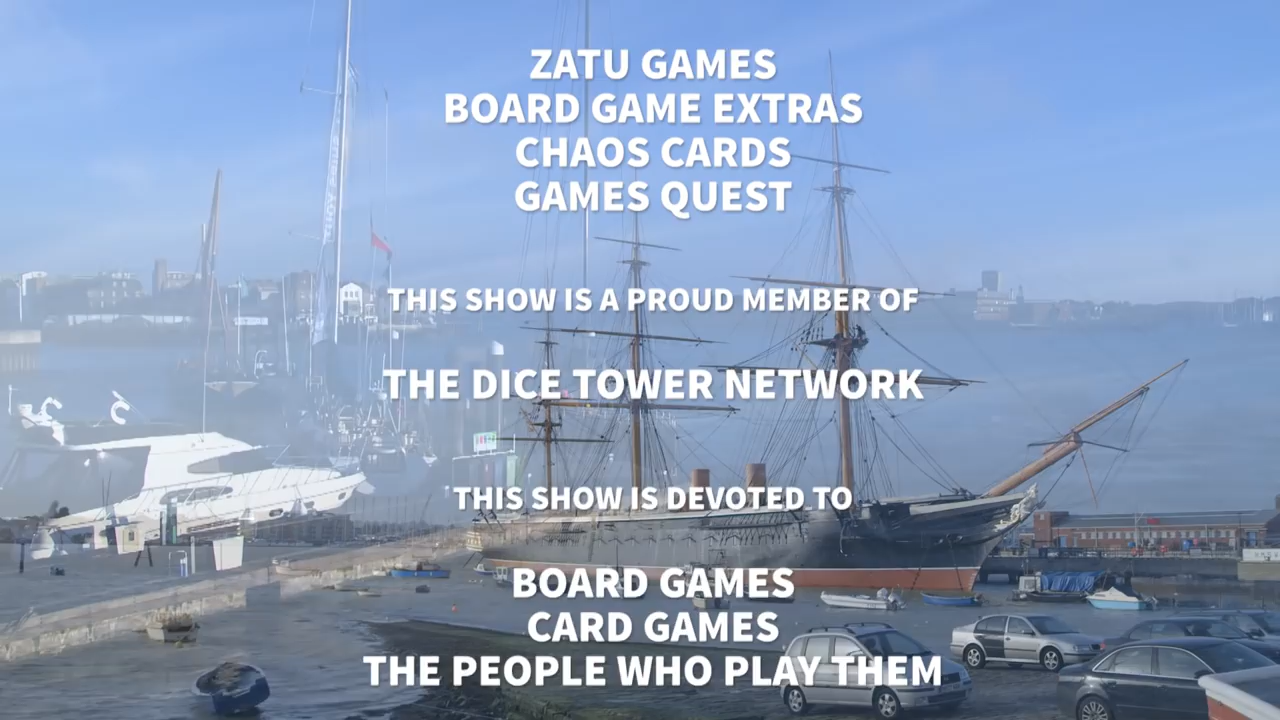 ZATU GAMES
BOARD GAME EXTRAS
CHAOS CARDS
GAMES QUEST
THIS SHOW IS A PROUD MEMBER OF
THE DICE TOWER NETWORK
THIS SHOW IS DEVOTED TO
BOARD GAMES
CARD GAMES
THE PEOPLE WHO PLAY THEM